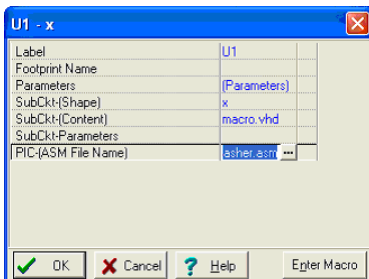 U1 - x
Label U1
Footprint Name
Parameters (Parameters)
SubCkt-(Shape) x
SubCkt-(Content) macro.vhd
SubCkt-Parameters
PIC-(ASM File Name) asher.asm ...
OK Cancel ? Help Enter Macro